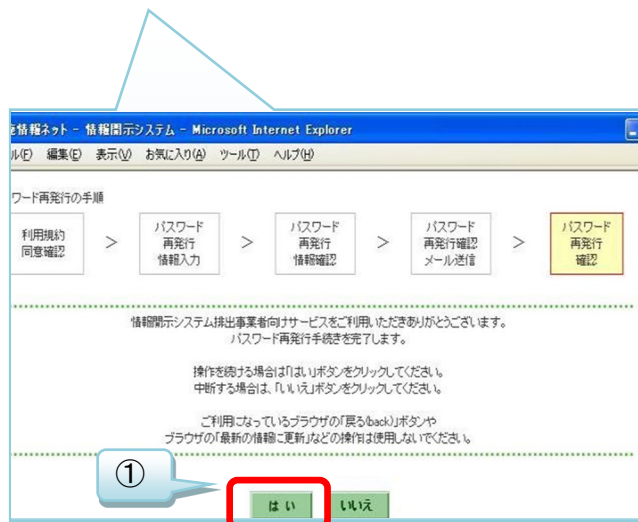 情報ネット - 情報開示システム - Microsoft Internet Explorer
ル(F) 編集(E) 表示(V) お気に入り(A) ツール(T) ヘルプ(H)
ワード再発行の手順
利用規約
同意確認
>
パスワード
再発行
情報入力
>
パスワード
再発行
情報確認
>
パスワード
再発行確認
メール送信
>
パスワード
再発行
確認
情報開示システム排出事業者向けサービスをご利用いただきありがとうございます。
パスワード再発行手続きを完了します。
操作を続ける場合は「はい」ボタンをクリックしてください。
中断する場合は、「いいえ」ボタンをクリックしてください。
ご利用になっているブラウザの「戻る(back)」ボタンや
ブラウザの「最新の情報に更新」などの操作は使用しないでください。
①
はい いいえ